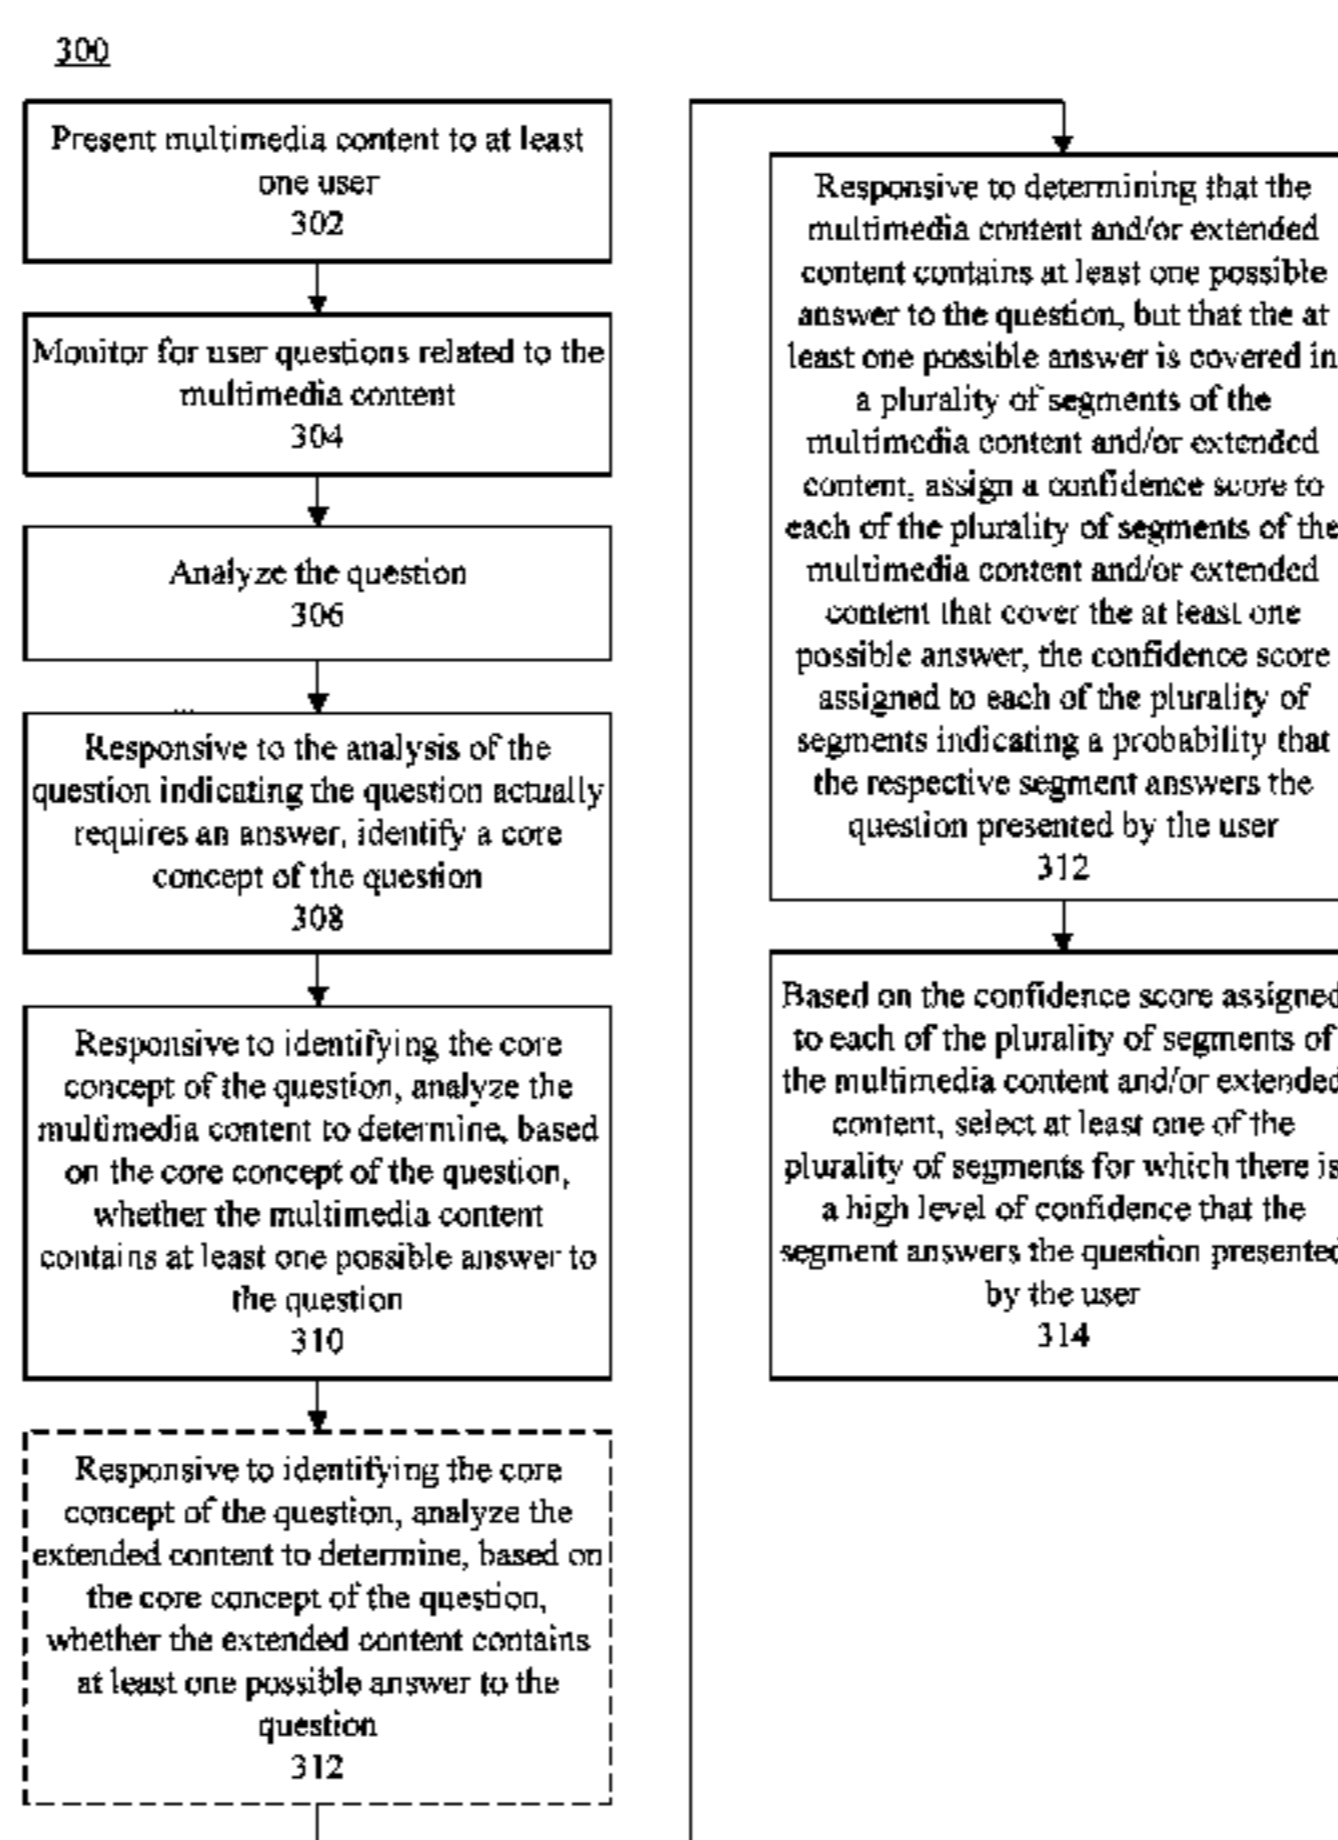 300
Present multimedia content to at least
one user
302
Monitor for user questions related to the
multimedia content
304
Analyze the question
306
Responsive to the analysis of the
question indicating the question actually
requires an answer, identify a core
concept of the question
308
Responsive to identifying the core
concept of the question, analyze the
multimedia content to determine, based
on the core concept of the question,
whether the multimedia content
contains at least one possible answer to
the question
310
Responsive to identifying the core
concept of the question, analyze the
extended content to determine, based on
the core concept of the question,
whether the extended content contains
at least one possible answer to the
question
312
Responsive to determining that the
multimedia content and/or extended
content contains at least one possible
answer to the question, but that the at
least one possible answer is covered in
a plurality of segments of the
multimedia content and/or extended
content, assign a confidence score to
each of the plurality of segments of the
multimedia content and/or extended
content that cover the at least one
possible answer, the confidence score
assigned to each of the plurality of
segments indicating a probability that
the respective segment answers the
question presented by the user
312
Based on the confidence score assigned
to each of the plurality of segments of
the multimedia content and/or extended
content, select at least one of the
plurality of segments for which there is
a high level of confidence that the
segment answers the question presented
by the user
314